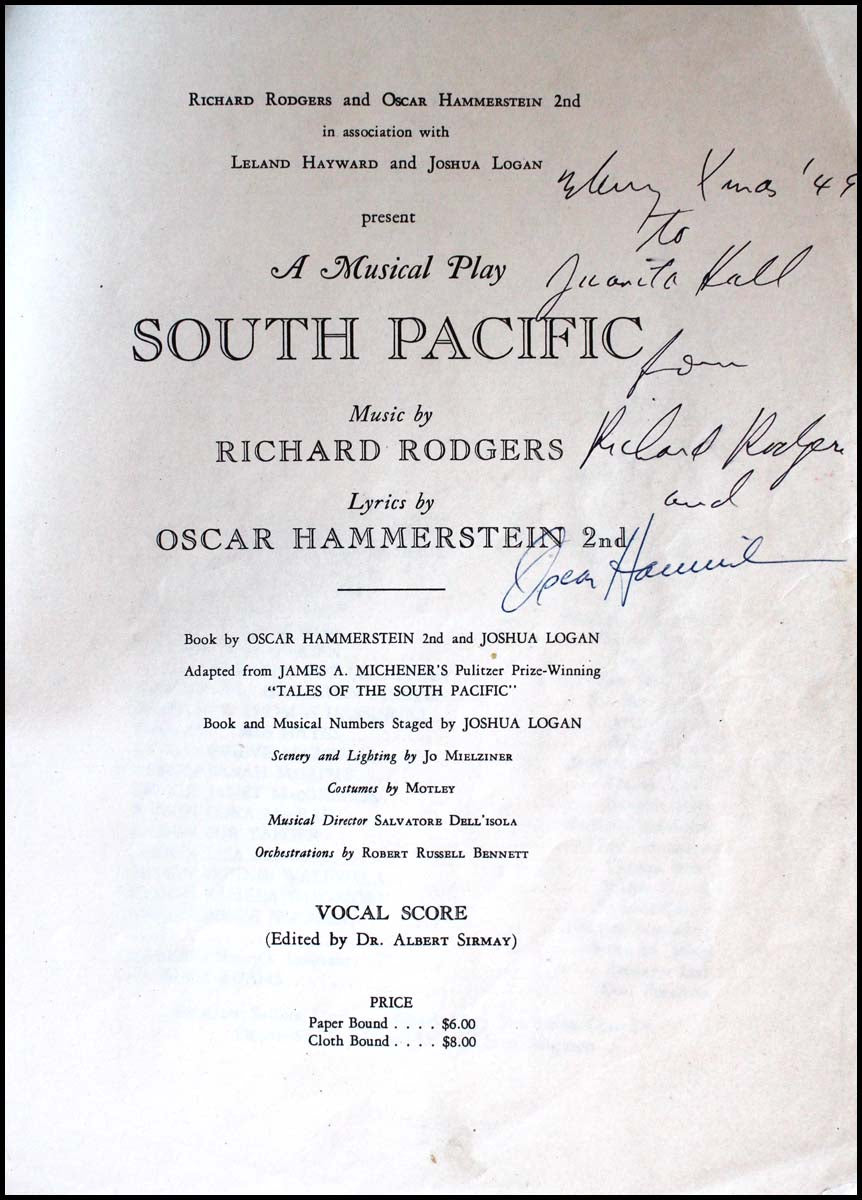 RICHARD RODGERS AND OSCAR HAMMERSTEIN 2nd
in association with
LELAND HAYWARD AND JOSHUA LOGAN
present
A Musical Play
SOUTH PACIFIC
Music by
RICHARD RODGERS
Lyrics by
OSCAR HAMMERSTEIN 2nd
Merry Xmas '49
to
Juanita Hall
from
Richard Rodgers
and
Oscar Hammerstein
Book by OSCAR HAMMERSTEIN 2nd and JOSHUA LOGAN
Adapted from JAMES A. MICHENER'S Pulitzer Prize-Winning
"TALES OF THE SOUTH PACIFIC"
Book and Musical Numbers Staged by JOSHUA LOGAN
Scenery and Lighting by JO MIELZINER
Costumes by MOTLEY
Musical Director SALVATORE DELL'ISOLA
Orchestrations by ROBERT RUSSELL BENNETT
VOCAL SCORE
(Edited by DR. ALBERT SIRMAY)
PRICE
Paper Bound . . . . $6.00
Cloth Bound . . . . $8.00